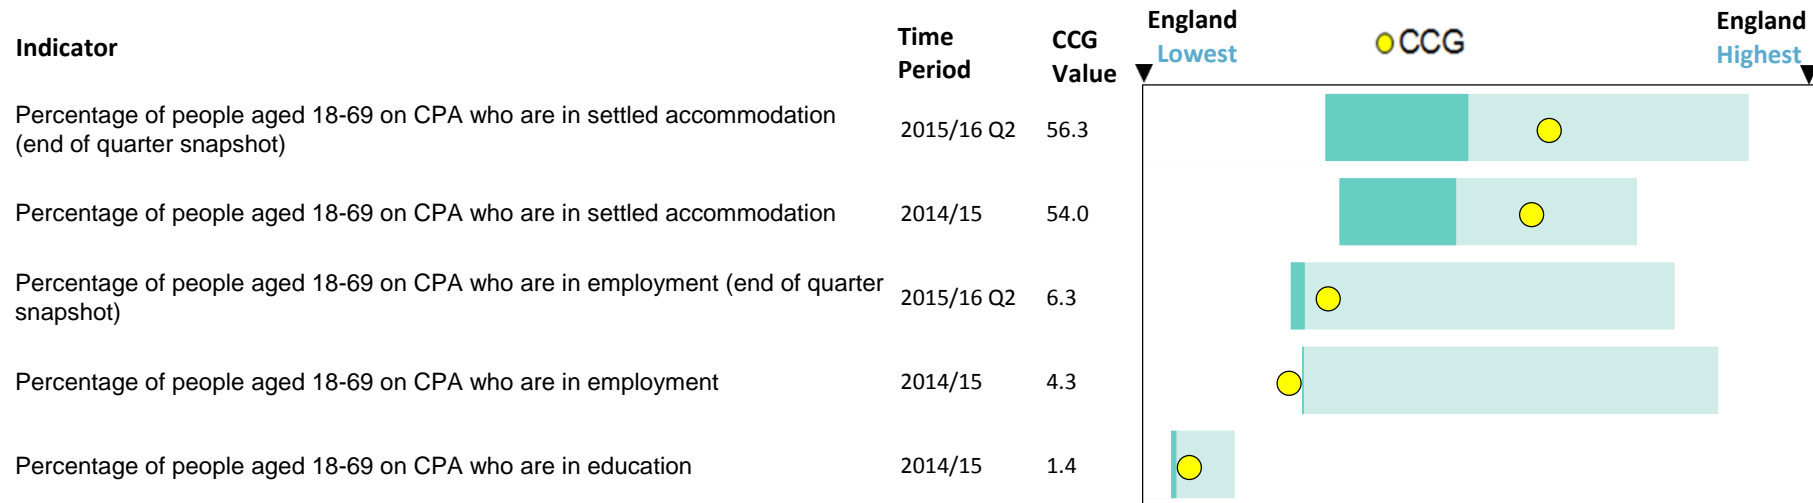 Indicator
Time
Period
CCG
Value
England
Lowest
CCG
England
Highest
Percentage of people aged 18-69 on CPA who are in settled accommodation
(end of quarter snapshot)
2015/16 Q2
56.3
Percentage of people aged 18-69 on CPA who are in settled accommodation
2014/15
54.0
Percentage of people aged 18-69 on CPA who are in employment (end of quarter
snapshot)
2015/16 Q2
6.3
Percentage of people aged 18-69 on CPA who are in employment
2014/15
4.3
Percentage of people aged 18-69 on CPA who are in education
2014/15
1.4